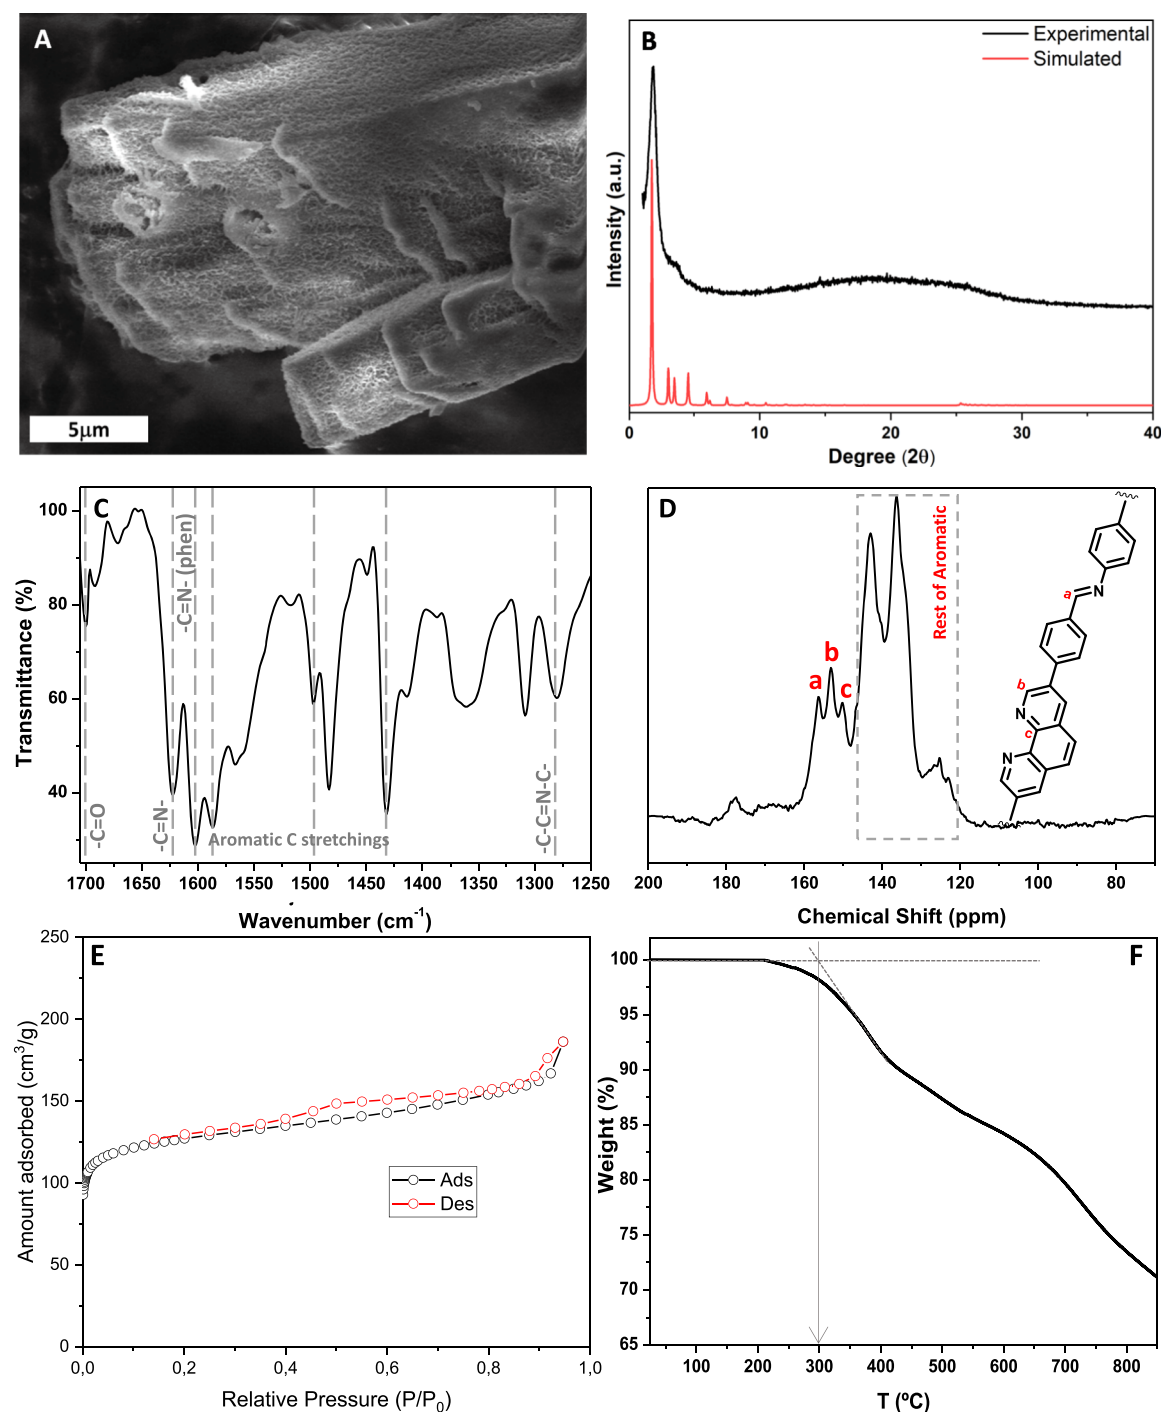 A
5μm
B
Experimental
Simulated
Intensity (a.u.)
0
10
20
30
40
Degree (2θ)
C
100
80
60
40
Transmittance (%)
-C=O
-C=N-
-C=N- (phen)
Aromatic C stretchings
-C-C=N-C-
1700
1650
1600
1550
1500
1450
1400
1350
1300
1250
Wavenumber (cm-1)
D
a
b
c
Rest of Aromatic
a
N
b
N
c
N
200
180
160
140
120
100
80
Chemical Shift (ppm)
E
250
200
150
100
50
0
Amount adsorbed (cm3/g)
Ads
Des
0,0
0,2
0,4
0,6
0,8
1,0
Relative Pressure (P/P0)
F
100
95
90
85
80
75
70
65
Weight (%)
100
200
300
400
500
600
700
800
T (ºC)